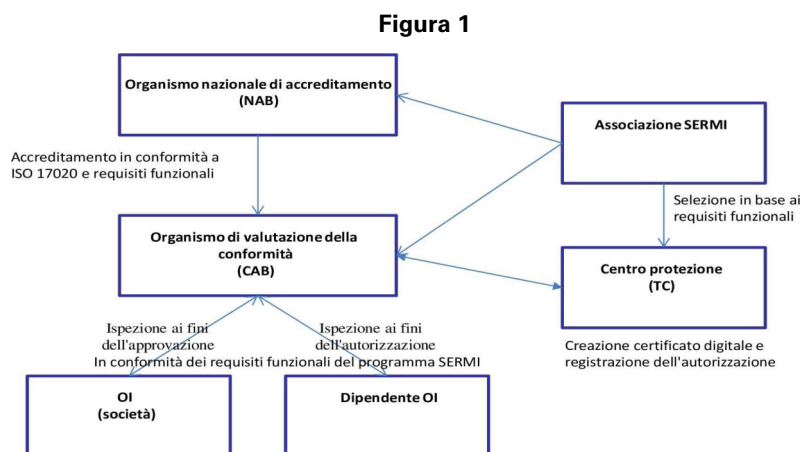 Figura 1
Organismo nazionale di accreditamento
(NAB)
Associazione SERMI
Accreditamento in conformità a
ISO 17020 e requisiti funzionali
Selezione in base ai
requisiti funzionali
Organismo di valutazione della
conformità
(CAB)
Centro protezione
(TC)
Ispezione ai fini
dell'approvazione
Ispezione ai fini
dell'autorizzazione
In conformità dei requisiti funzionali del programma SERMI
Creazione certificato digitale e
registrazione dell'autorizzazione
OI
(società)
Dipendente OI